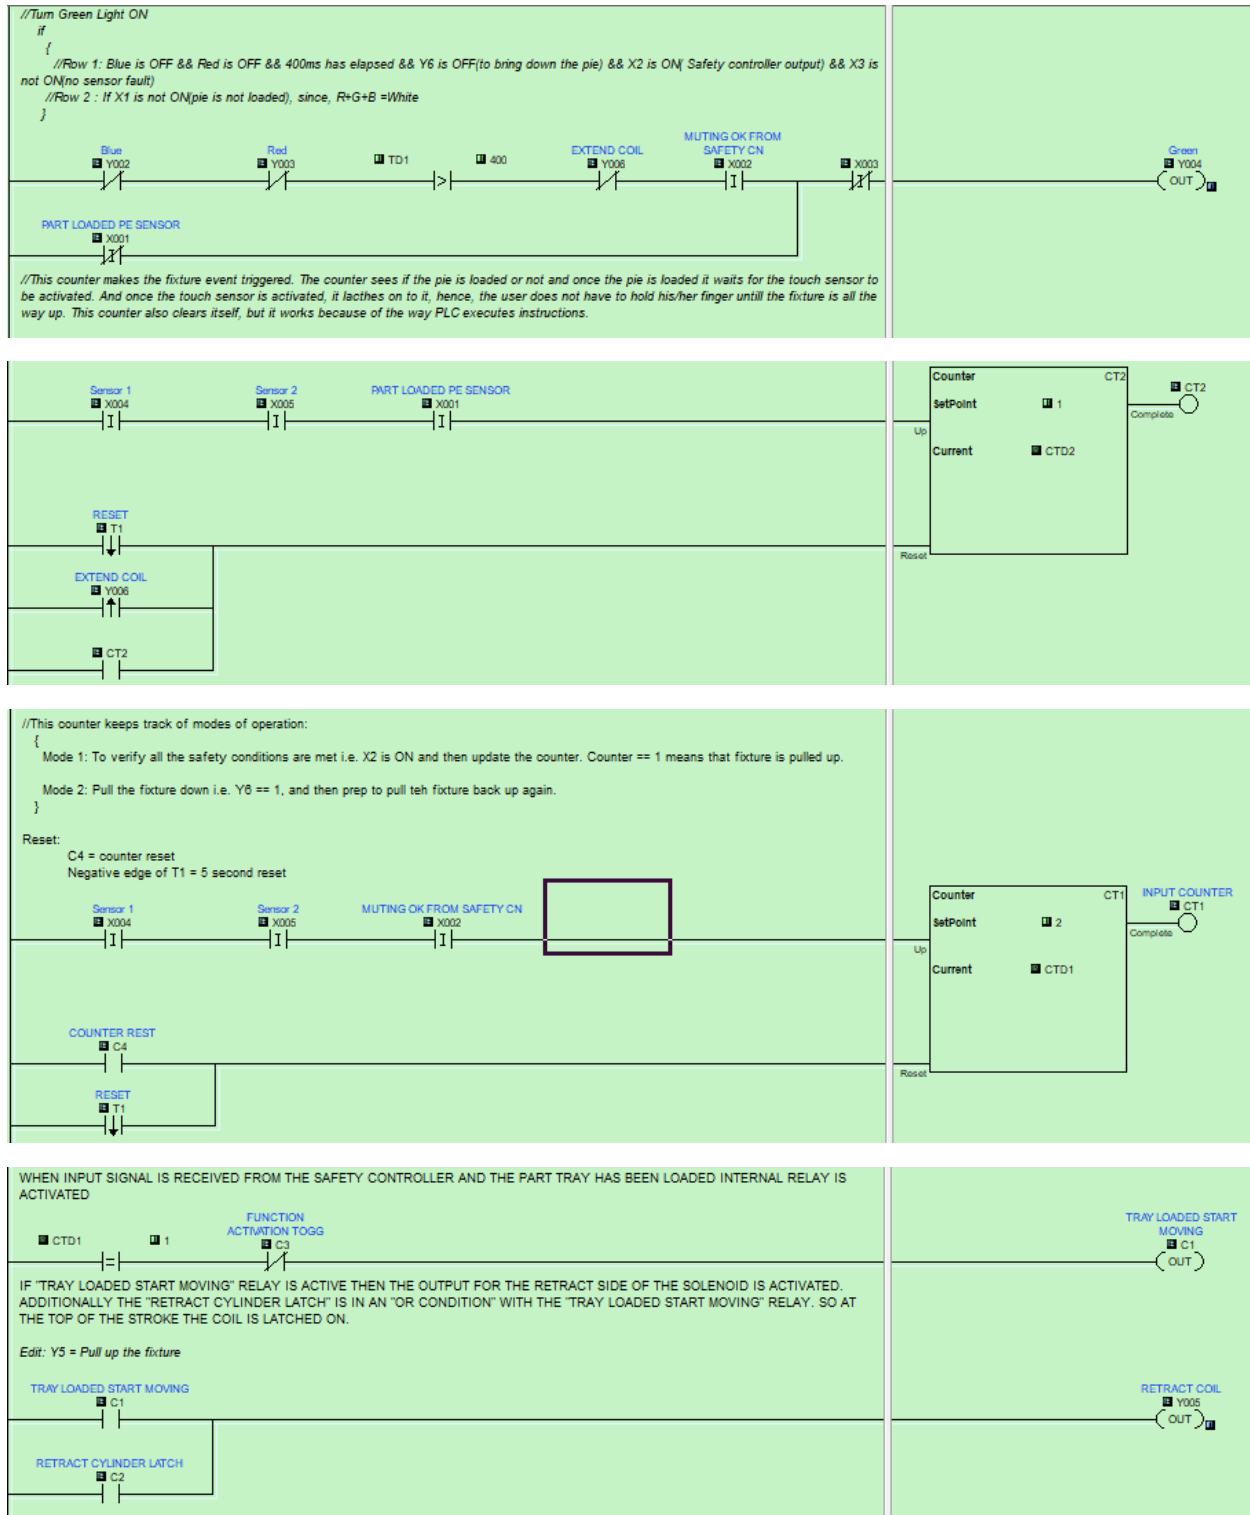 //Turn Green Light ON
if
{
//Row 1: Blue is OFF && Red is OFF && 400ms has elapsed && Y6 is OFF(to bring down the pie) && X2 is ON( Safety controller output) && X3 is
not ON(no sensor fault)
//Row 2 : If X1 is not ON(pie is not loaded), since, R+G+B =White
}
Blue
Y002
Red
Y003
TD1
400
EXTEND COIL
Y006
MUTING OK FROM
SAFETY CN
X002
X003
Green
Y004
OUT
PART LOADED PE SENSOR
X001
//This counter makes the fixture event triggered. The counter sees if the pie is loaded or not and once the pie is loaded it waits for the touch sensor to
be activated. And once the touch sensor is activated, it lacthes on to it, hence, the user does not have to hold his/her finger untill the fixture is all the
way up. This counter also clears itself, but it works because of the way PLC executes instructions.
Sensor 1
X004
Sensor 2
X005
PART LOADED PE SENSOR
X001
Counter CT2
SetPoint 1
Up
Current CTD2
CT2
Complete
RESET
T1
Reset
EXTEND COIL
Y006
CT2
//This counter keeps track of modes of operation:
{
Mode 1: To verify all the safety conditions are met i.e. X2 is ON and then update the counter. Counter == 1 means that fixture is pulled up.
Mode 2: Pull the fixture down i.e. Y6 == 1, and then prep to pull teh fixture back up again.
}
Reset:
C4 = counter reset
Negative edge of T1 = 5 second reset
Sensor 1
X004
Sensor 2
X005
MUTING OK FROM SAFETY CN
X002
Counter CT1
SetPoint 2
Up
Current CTD1
INPUT COUNTER
CT1
Complete
COUNTER REST
C4
Reset
RESET
T1
WHEN INPUT SIGNAL IS RECEIVED FROM THE SAFETY CONTROLLER AND THE PART TRAY HAS BEEN LOADED INTERNAL RELAY IS
ACTIVATED
CTD1
1
FUNCTION
ACTIVATION TOGG
C3
TRAY LOADED START
MOVING
C1
OUT
IF "TRAY LOADED START MOVING" RELAY IS ACTIVE THEN THE OUTPUT FOR THE RETRACT SIDE OF THE SOLENOID IS ACTIVATED.
ADDITIONALLY THE "RETRACT CYLINDER LATCH" IS IN AN "OR CONDITION" WITH THE "TRAY LOADED START MOVING" RELAY. SO AT
THE TOP OF THE STROKE THE COIL IS LATCHED ON.
Edit: Y5 = Pull up the fixture
TRAY LOADED START MOVING
C1
RETRACT COIL
Y005
OUT
RETRACT CYLINDER LATCH
C2